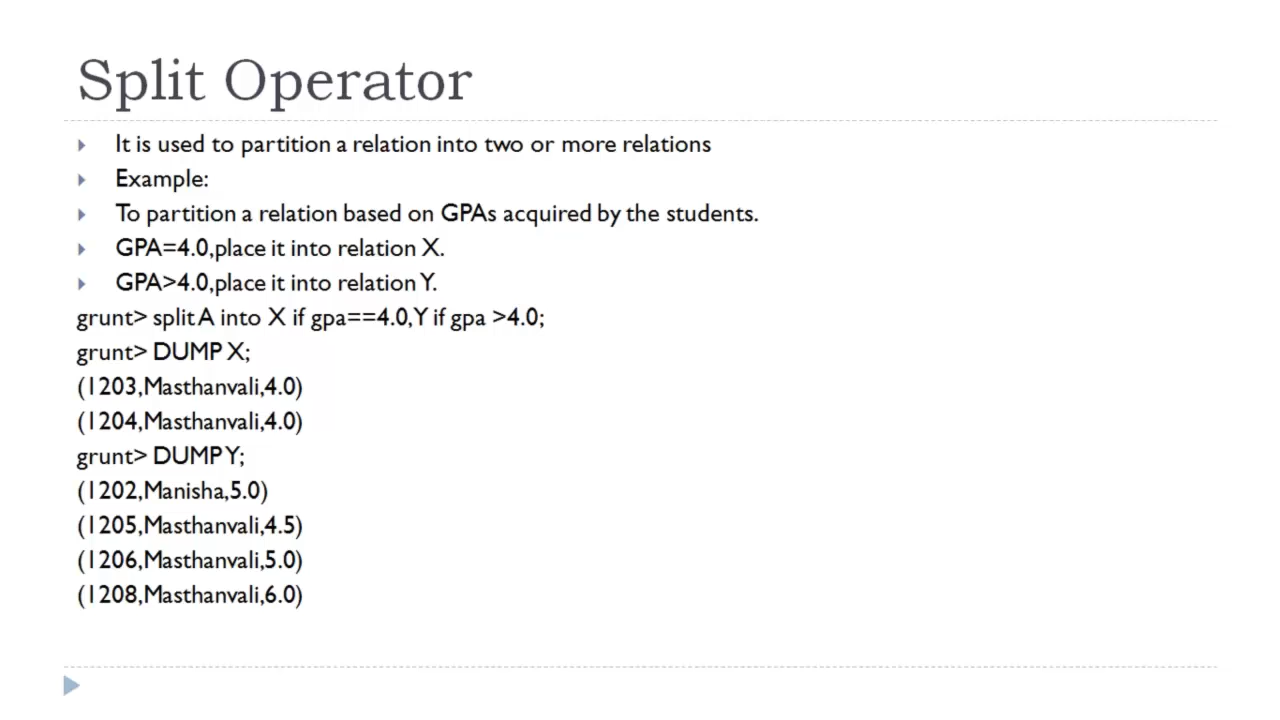 Split Operator
It is used to partition a relation into two or more relations
Example:
To partition a relation based on GPAs acquired by the students.
GPA=4.0,place it into relation X.
GPA>4.0,place it into relation Y.
grunt> split A into X if gpa==4.0,Y if gpa >4.0;
grunt> DUMP X;
(1203,Masthanvali,4.0)
(1204,Masthanvali,4.0)
grunt> DUMP Y;
(1202,Manisha,5.0)
(1205,Masthanvali,4.5)
(1206,Masthanvali,5.0)
(1208,Masthanvali,6.0)